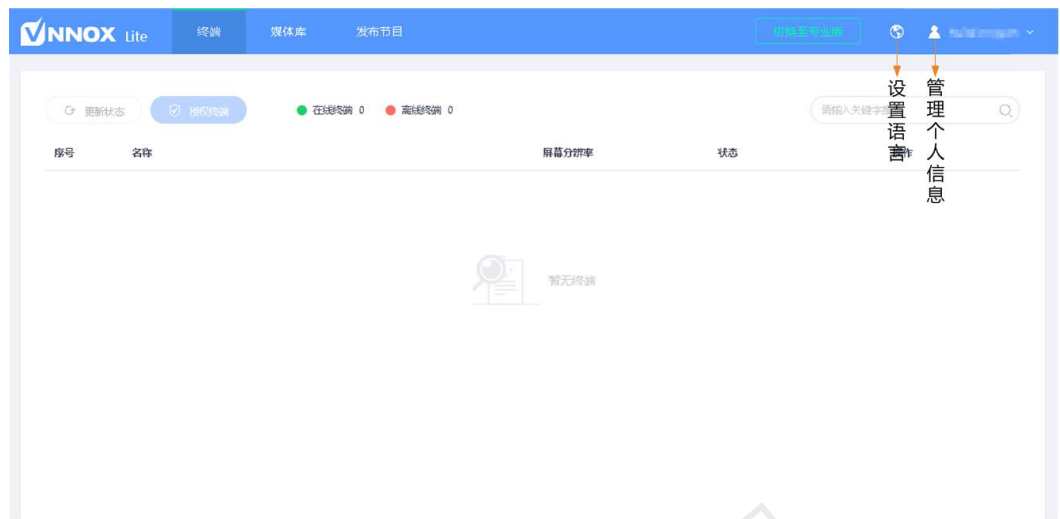 VNNOX Lite
终端
媒体库
发布节目
切换至专业版
更新状态
授权终端
在线终端 0
离线终端 0
请输入关键字
设置语言
管理个人信息
序号
名称
屏幕分辨率
状态
操作
暂无终端